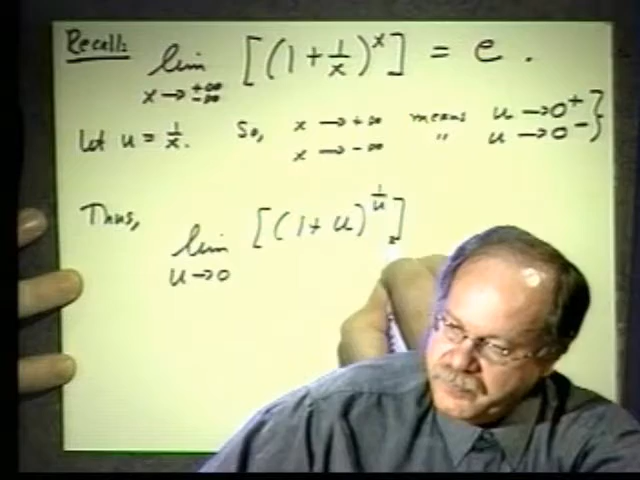 Recall: lim x→+∞ −∞ [(1 + 1/x)^x] = e.
Let u = 1/x. So, x → +∞ means u → 0⁺ }
x → −∞ " u → 0⁻
Thus, lim u→0 [(1 + u)^(1/u)]